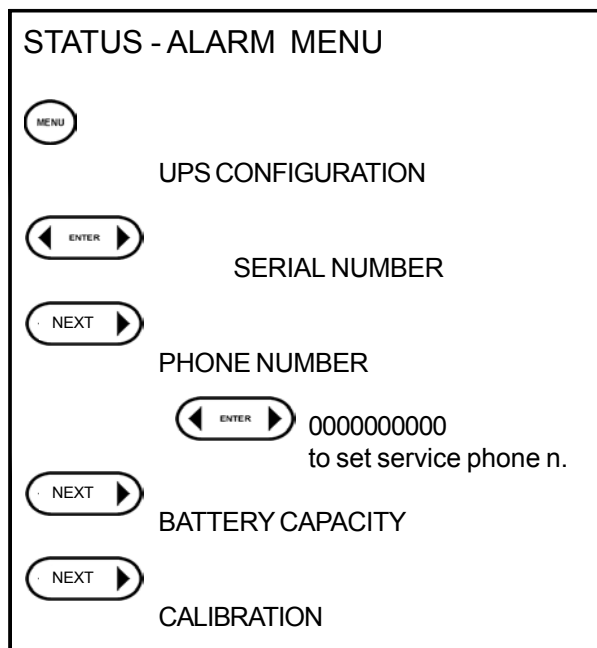 STATUS - ALARM MENU
MENU
UPS CONFIGURATION
ENTER
SERIAL NUMBER
NEXT
PHONE NUMBER
ENTER
0000000000
to set service phone n.
NEXT
BATTERY CAPACITY
NEXT
CALIBRATION